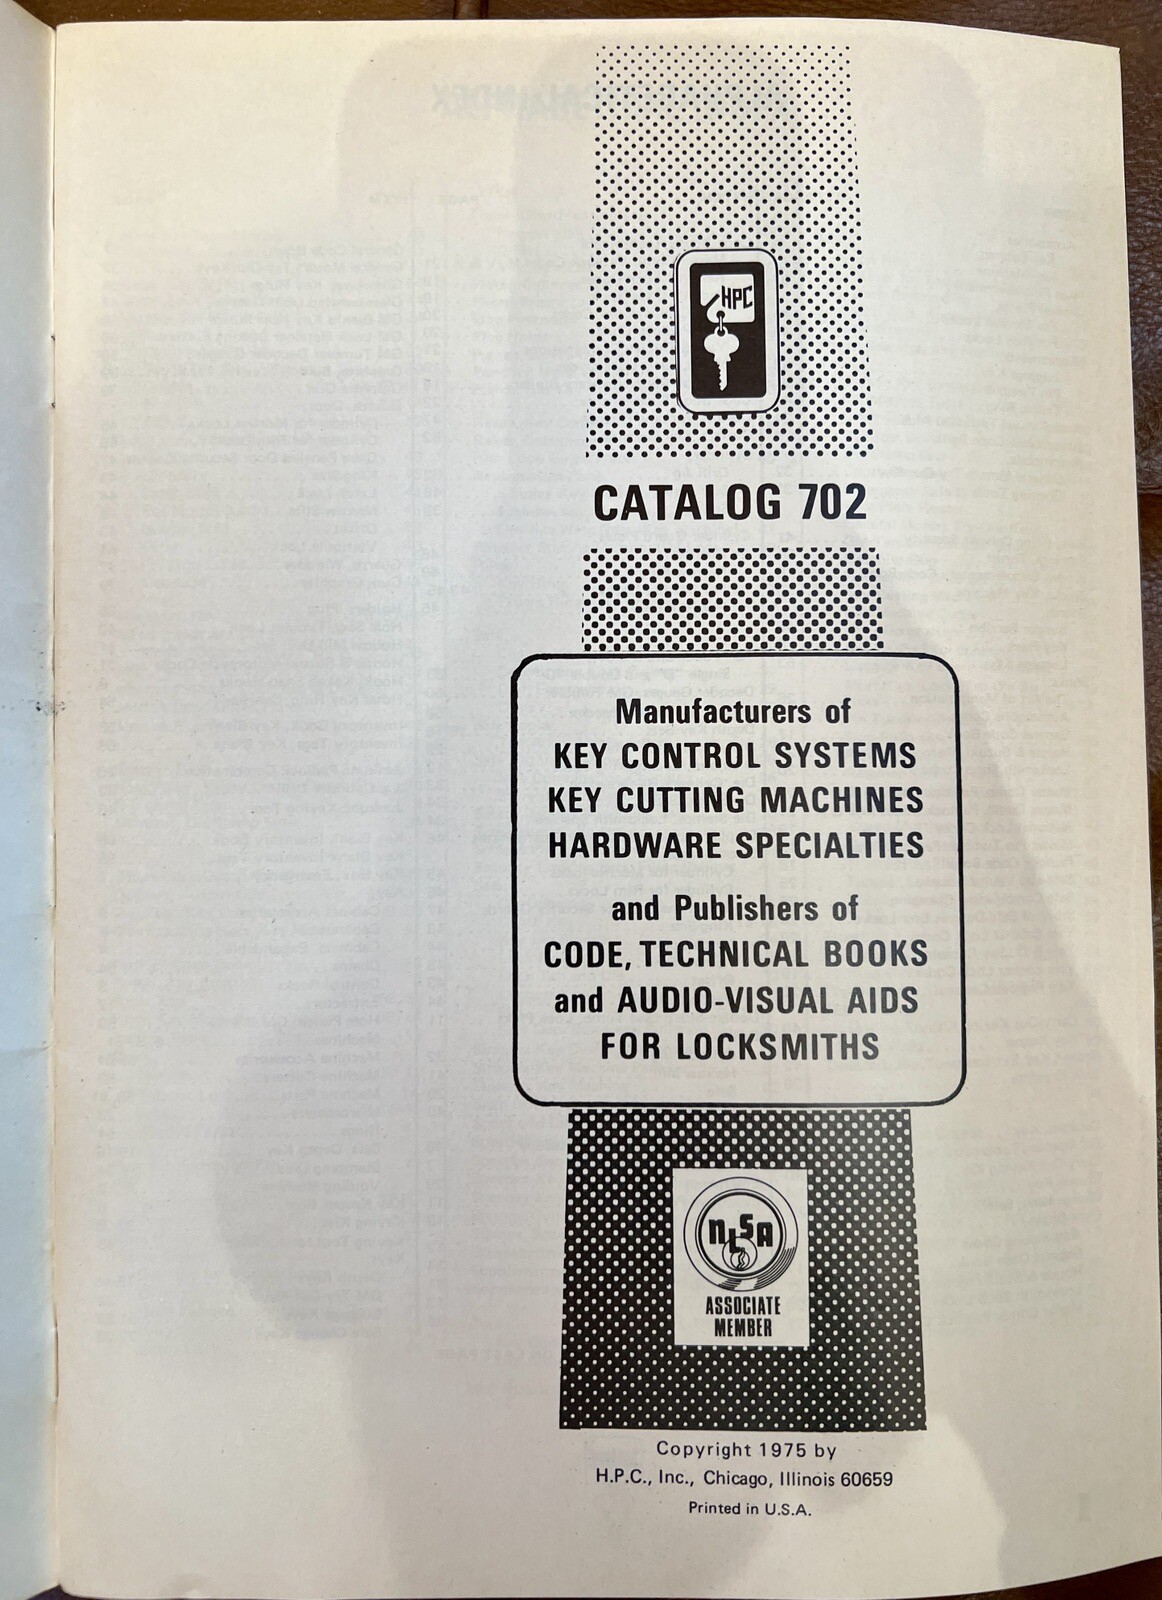 HPC
CATALOG 702
Manufacturers of
KEY CONTROL SYSTEMS
KEY CUTTING MACHINES
HARDWARE SPECIALTIES
and Publishers of
CODE, TECHNICAL BOOKS
and AUDIO-VISUAL AIDS
FOR LOCKSMITHS
NLSA
ASSOCIATE
MEMBER
Copyright 1975 by
H.P.C., Inc., Chicago, Illinois 60659
Printed in U.S.A.